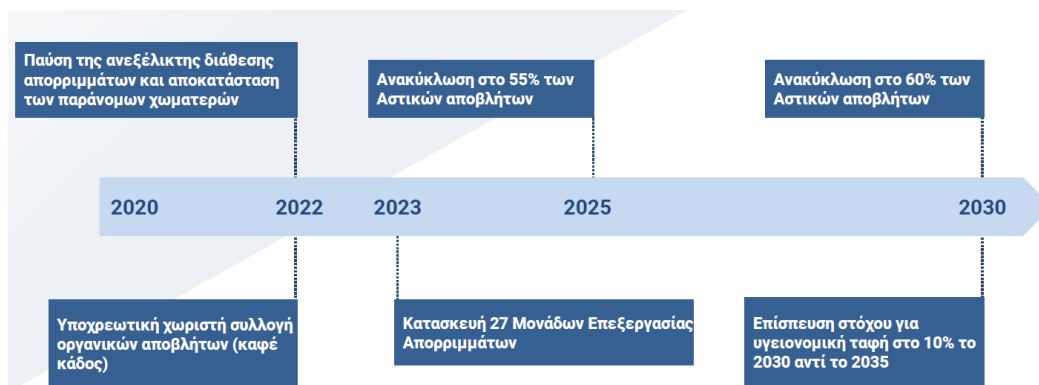 Παύση της ανεξέλικτης διάθεσης
απορριμμάτων και αποκατάσταση
των παράνομων χωματερών
Ανακύκλωση στο 55% των
Αστικών αποβλήτων
Ανακύκλωση στο 60% των
Αστικών αποβλήτων
2020 2022 2023 2025 2030
Υποχρεωτική χωριστή συλλογή
οργανικών αποβλήτων (καφέ
κάδος)
Κατασκευή 27 Μονάδων Επεξεργασίας
Απορριμμάτων
Επίσπευση στόχου για
υγειονομική ταφή στο 10% το
2030 αντί το 2035